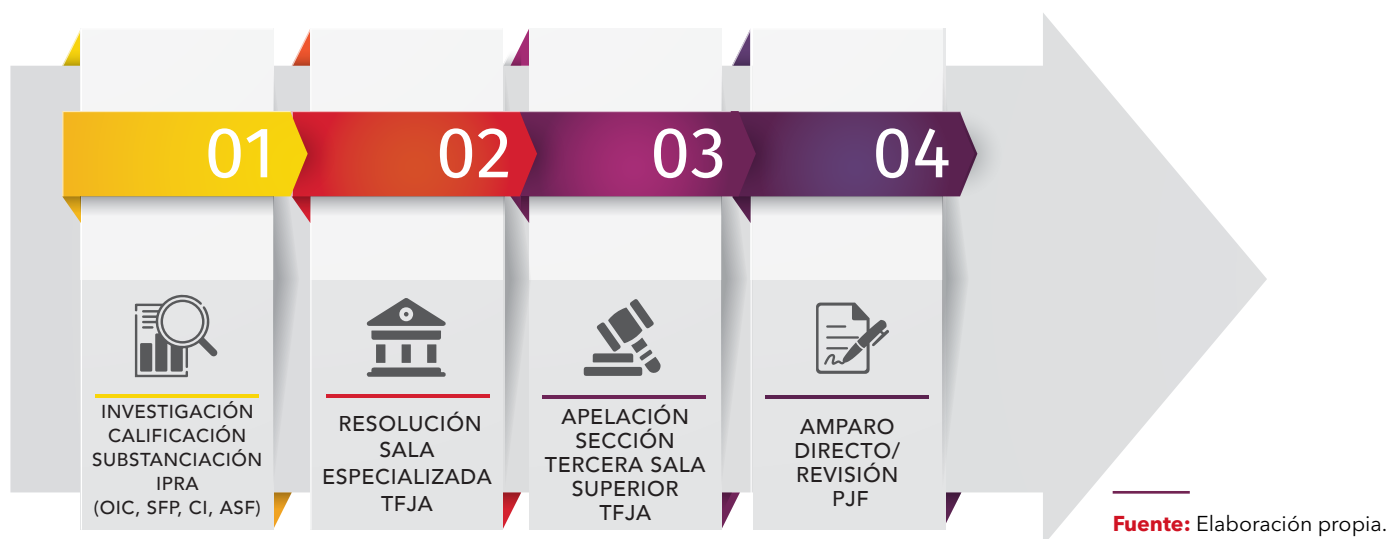 01
INVESTIGACIÓN
CALIFICACIÓN
SUBSTANCIACIÓN
IPRA
(OIC, SFP, CI, ASF)
02
RESOLUCIÓN
SALA
ESPECIALIZADA
TFJA
03
APELACIÓN
SECCIÓN
TERCERA SALA
SUPERIOR
TFJA
04
AMPARO
DIRECTO/
REVISIÓN
PJF
Fuente: Elaboración propia.